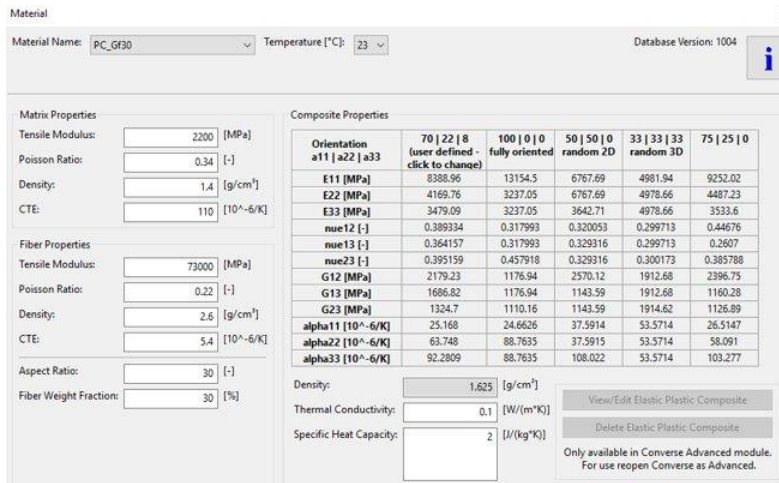 Material
Material Name: PC_Gf30 Temperature [°C]: 23 Database Version: 1004
i
Matrix Properties
Tensile Modulus: 2200 [MPa]
Poisson Ratio: 0.34 [-]
Density: 1.4 [g/cm³]
CTE: 110 [10^-6/K]
Fiber Properties
Tensile Modulus: 73000 [MPa]
Poisson Ratio: 0.22 [-]
Density: 2.6 [g/cm³]
CTE: 5.4 [10^-6/K]
Aspect Ratio: 30 [-]
Fiber Weight Fraction: 30 [%]
Composite Properties
Orientation a11 | a22 | a33 70 | 22 | 8 (user defined - click to change) 100 | 0 | 0 fully oriented 50 | 50 | 0 random 2D 33 | 33 | 33 random 3D 75 | 25 | 0
E11 [MPa] 8388.96 13154.5 6767.69 4981.94 9252.02
E22 [MPa] 4169.76 3237.05 6767.69 4978.66 4487.23
E33 [MPa] 3479.09 3237.05 3642.71 4978.66 3533.6
nue12 [-] 0.389334 0.317993 0.320053 0.299713 0.44676
nue13 [-] 0.364157 0.317993 0.329316 0.299713 0.2607
nue23 [-] 0.395159 0.457918 0.329316 0.300173 0.385788
G12 [MPa] 2179.23 1176.94 2570.12 1912.68 2396.75
G13 [MPa] 1686.82 1176.94 1143.59 1912.68 1160.28
G23 [MPa] 1324.7 1110.16 1143.59 1914.62 1126.89
alpha11 [10^-6/K] 25.168 24.6626 37.5914 53.5714 26.5147
alpha22 [10^-6/K] 63.748 88.7635 37.5915 53.5714 58.091
alpha33 [10^-6/K] 92.2809 88.7635 108.022 53.5714 103.277
Density: 1.625 [g/cm³]
Thermal Conductivity: 0.1 [W/(m*K)]
Specific Heat Capacity: 2 [J/(kg*K)]
View/Edit Elastic Plastic Composite
Delete Elastic Plastic Composite
Only available in Converse Advanced module.
For use reopen Converse as Advanced.